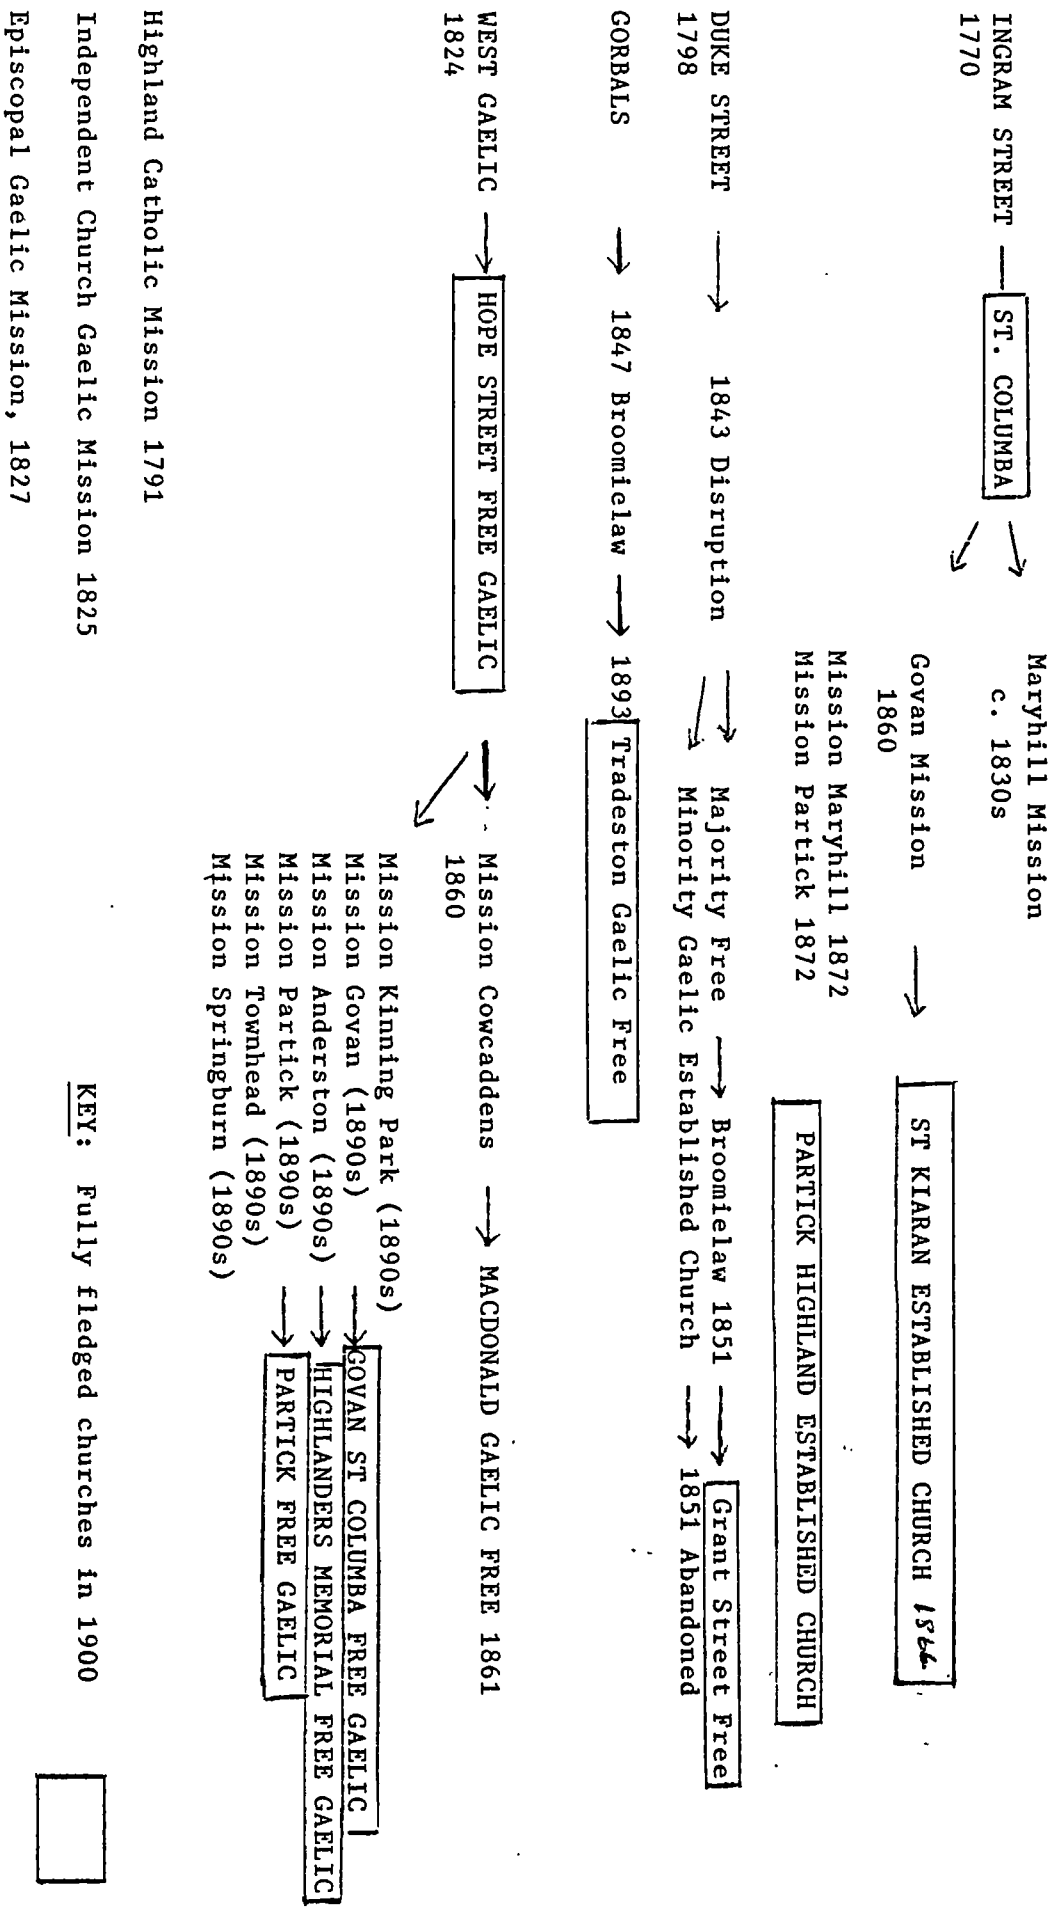 INGRAM STREET ST. COLUMBA
1770
Maryhill Mission
c. 1830s
Govan Mission ST KIARAN ESTABLISHED CHURCH 1866
1860
Mission Maryhill 1872
Mission Partick 1872 PARTICK HIGHLAND ESTABLISHED CHURCH
DUKE STREET 1843 Disruption Majority Free Broomielaw 1851 Grant Street Free
1798 Minority Gaelic Established Church 1851 Abandoned
GORBALS 1847 Broomielaw 1893 Tradeston Gaelic Free
WEST GAELIC HOPE STREET FREE GAELIC Mission Cowcaddens MACDONALD GAELIC FREE 1861
1824 1860
Mission Kinning Park (1890s)
Mission Govan (1890s) GOVAN ST COLUMBA FREE GAELIC
Mission Anderston (1890s) HIGHLANDERS MEMORIAL FREE GAELIC
Mission Partick (1890s) PARTICK FREE GAELIC
Mission Townhead (1890s)
Mission Springburn (1890s)
Highland Catholic Mission 1791
Independent Church Gaelic Mission 1825
Episcopal Gaelic Mission, 1827
KEY: Fully fledged churches in 1900